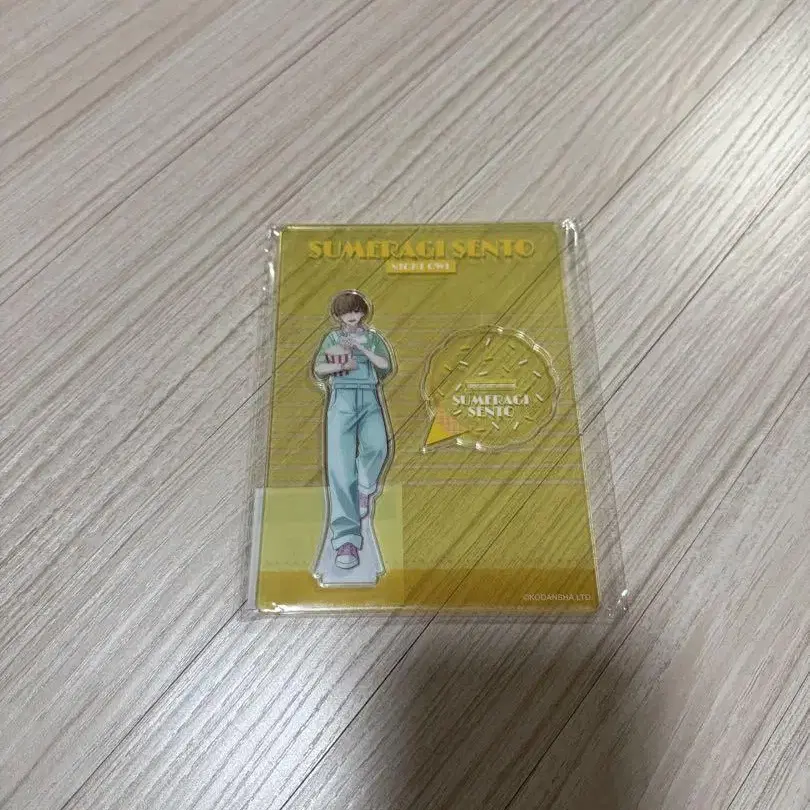 SUMERAGI SENTO
NIGHT OWL
SUMERAGI
SENTO
©KODANSHA LTD.